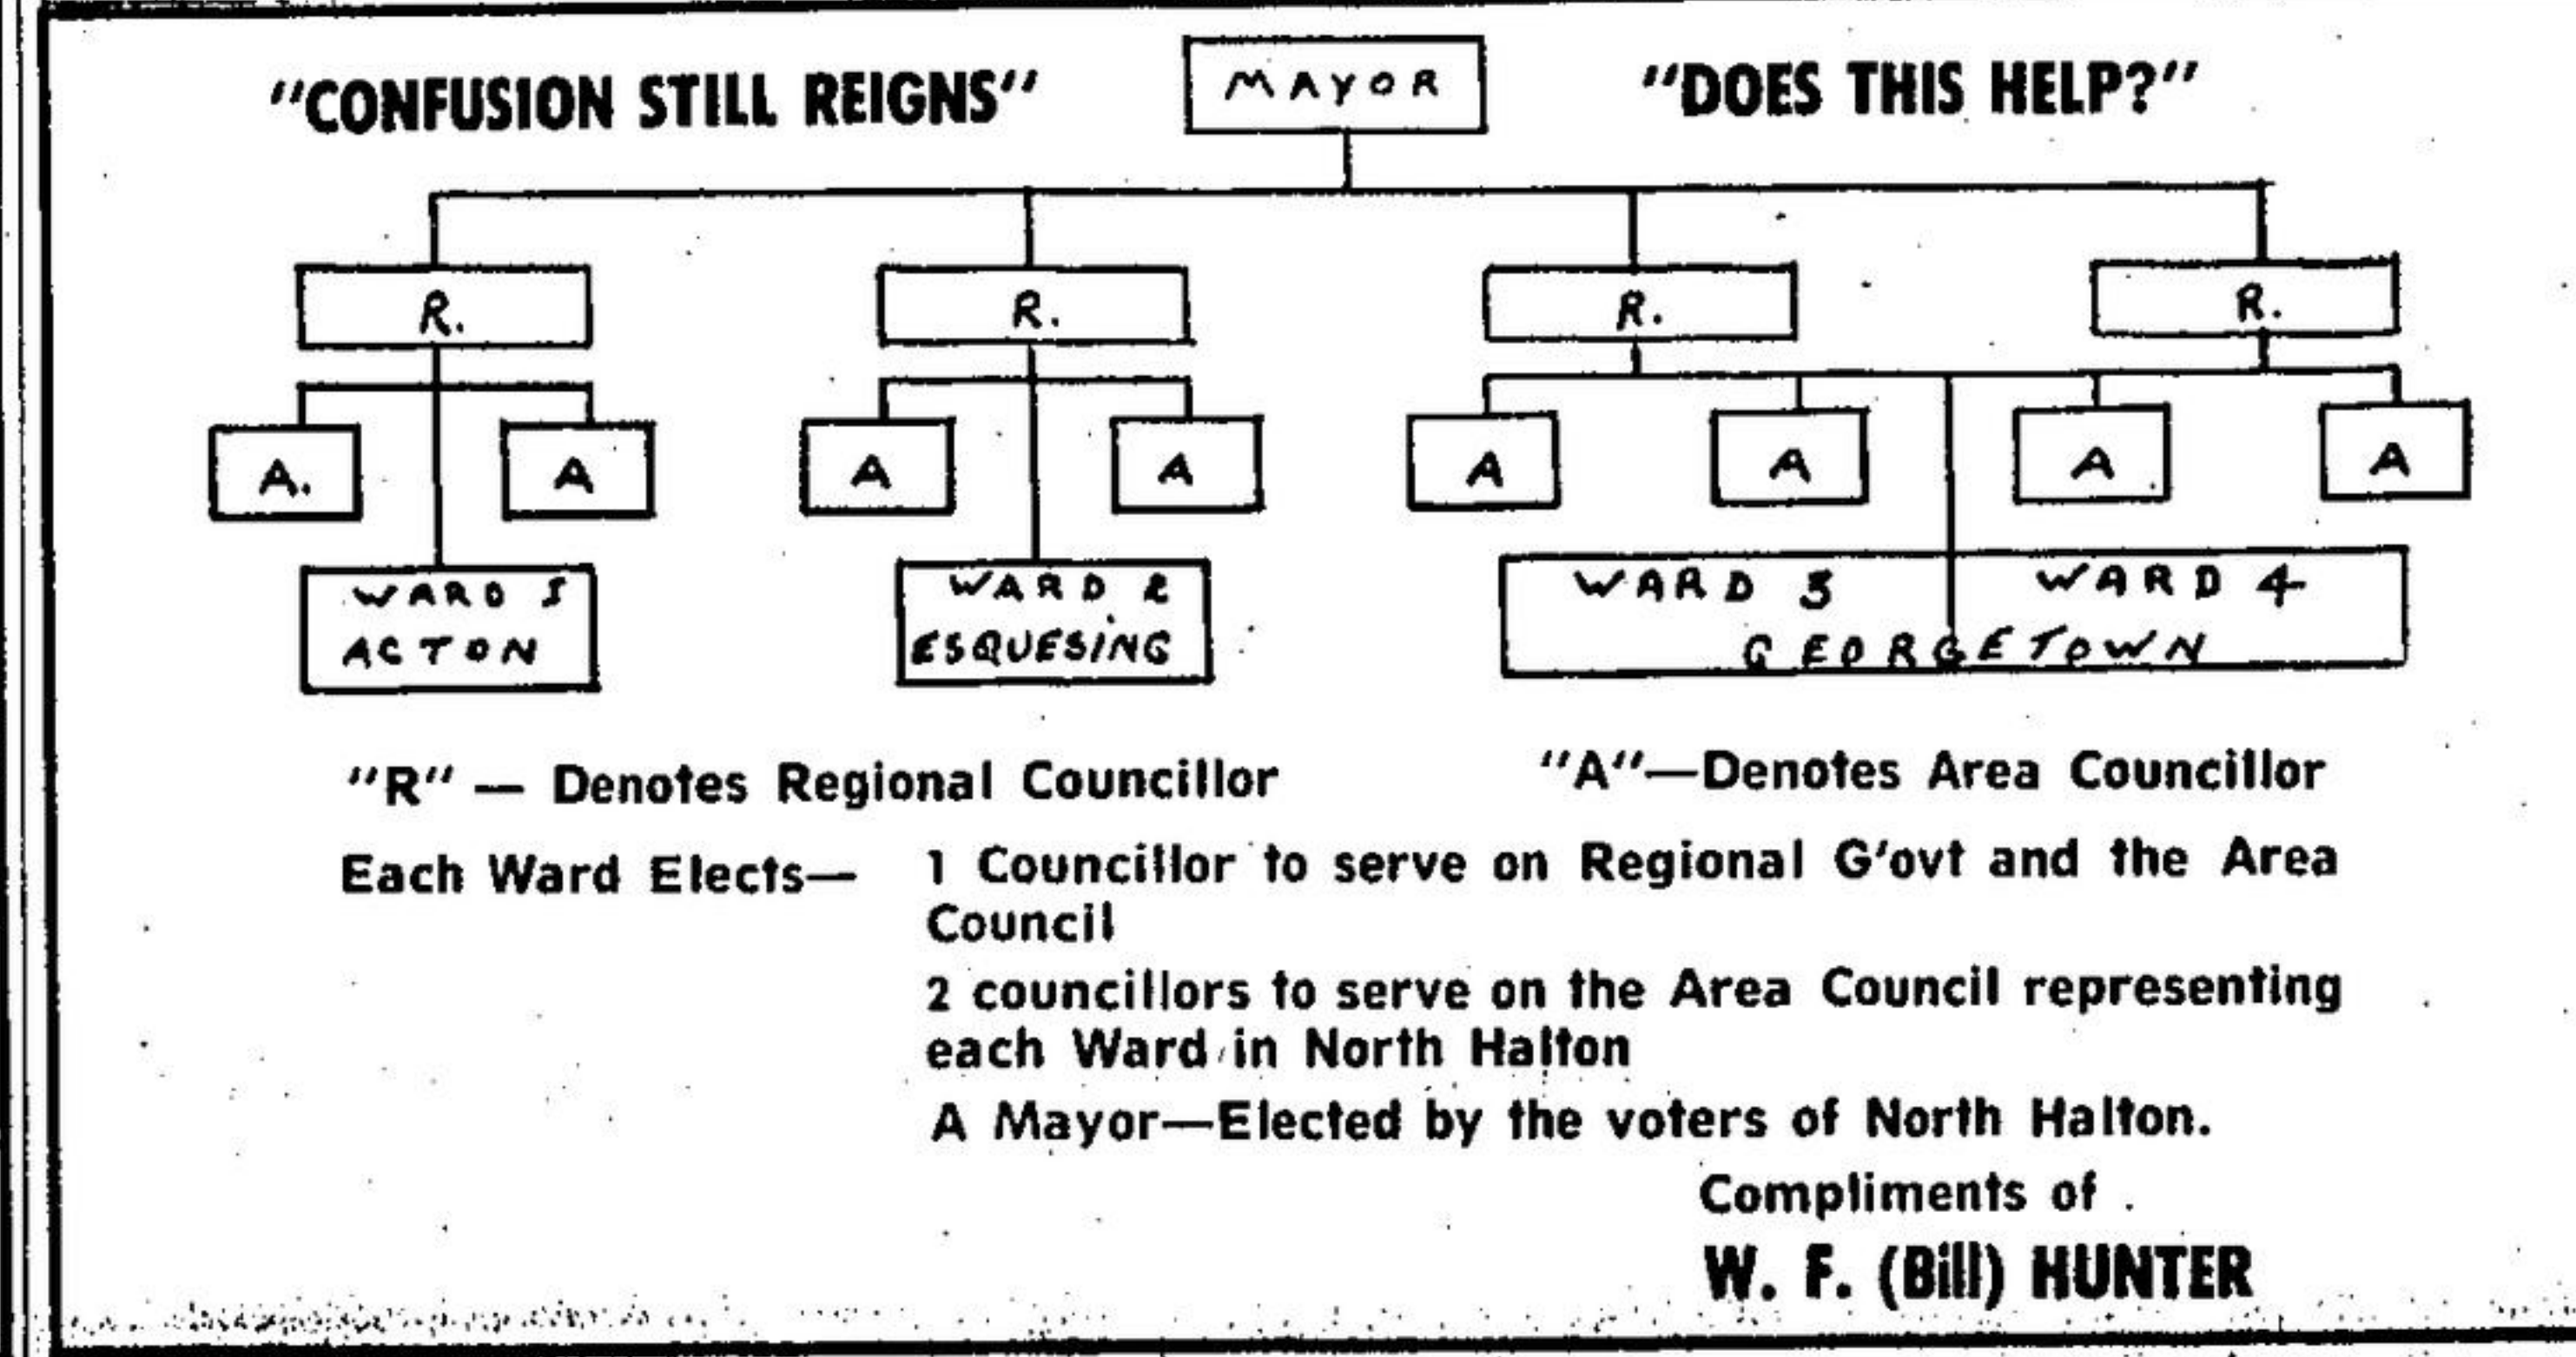 "CONFUSION STILL REIGNS"
MAYOR
"DOES THIS HELP?"
R.
R.
R.
R.
A.
A
A
A
A
A
A
A
WARD 1
ACTON
WARD 2
ESQUESING
WARD 3
WARD 4
GEORGETOWN
"R" — Denotes Regional Councillor
"A"—Denotes Area Councillor
Each Ward Elects—
1 Councillor to serve on Regional G'ovt and the Area
Council
2 councillors to serve on the Area Council representing
each Ward in North Halton
A Mayor—Elected by the voters of North Halton.
Compliments of
W. F. (Bill) HUNTER